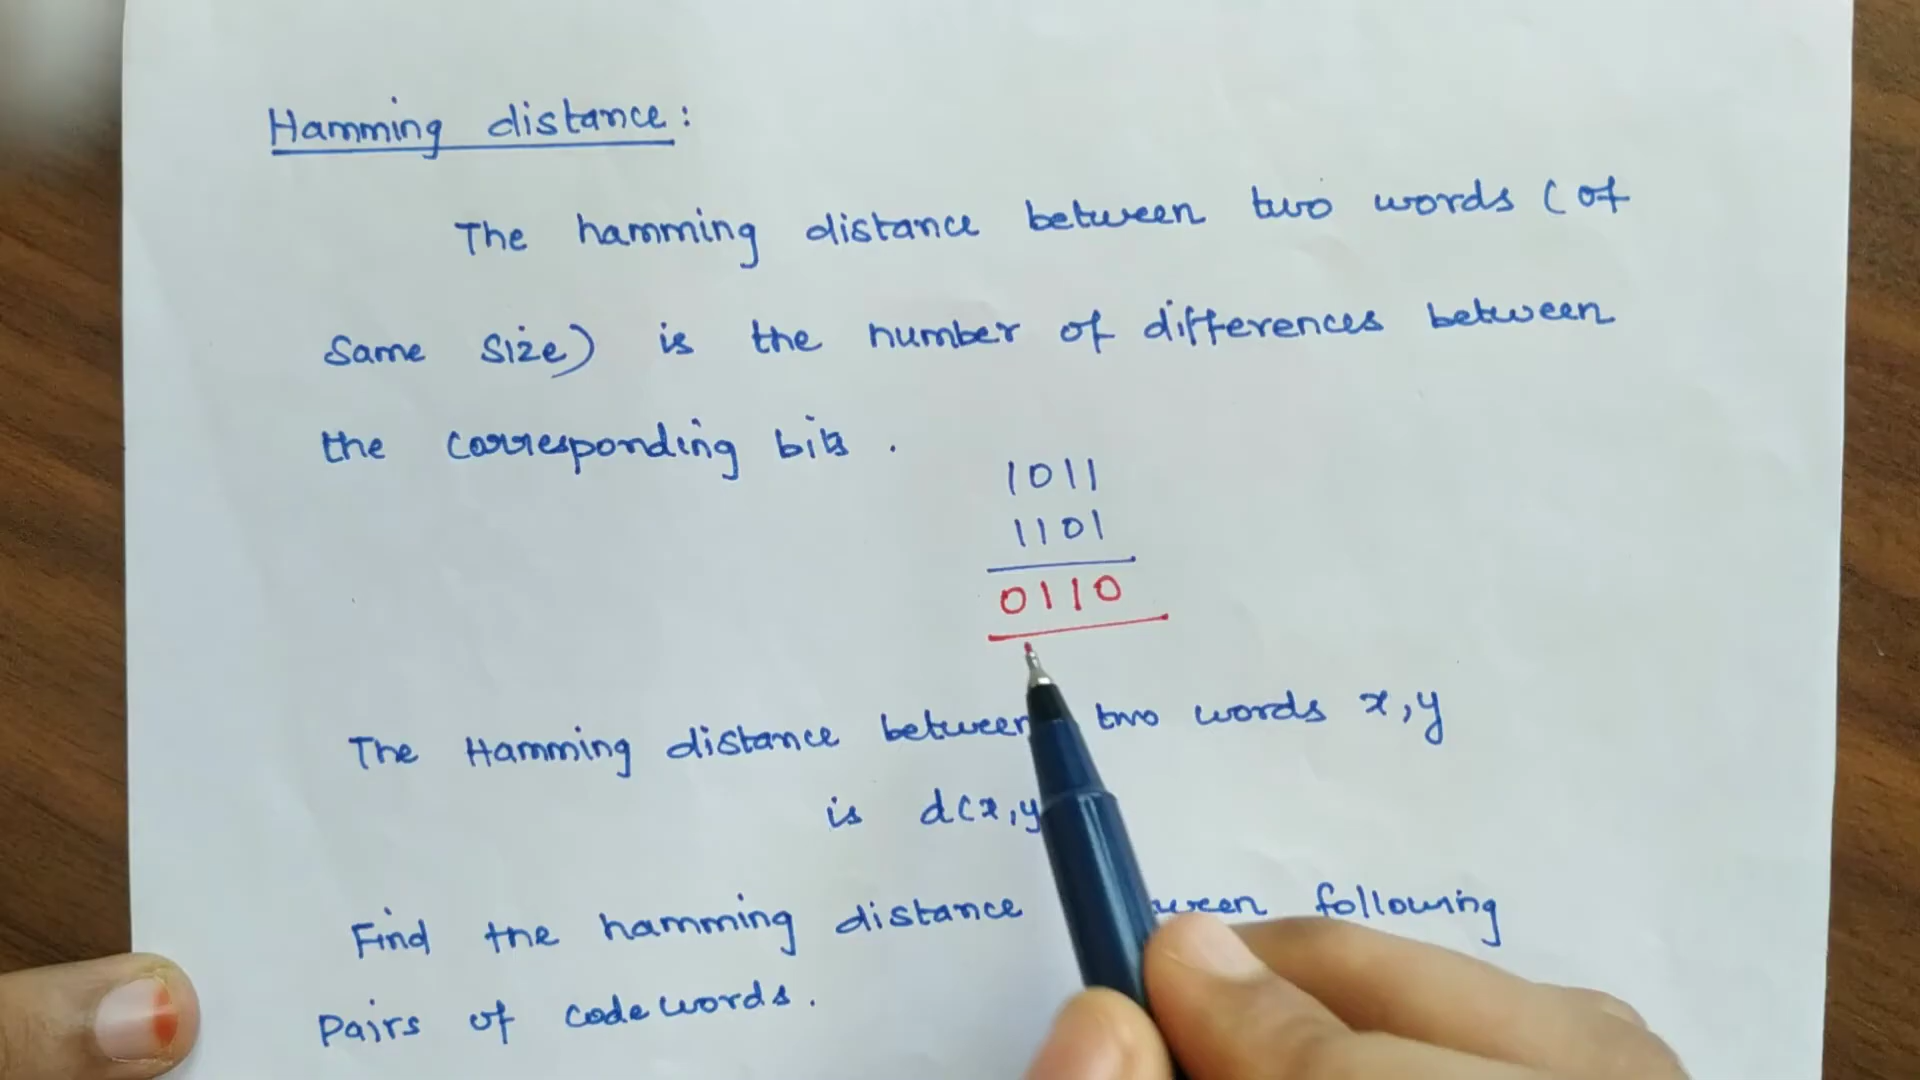 Hamming distance:
The hamming distance between two words (of
same size) is the number of differences between
the corresponding bits.
1011
1101
0110
The Hamming distance between two words x,y
is d(x,y
Find the hamming distance following
Pairs of codewords.